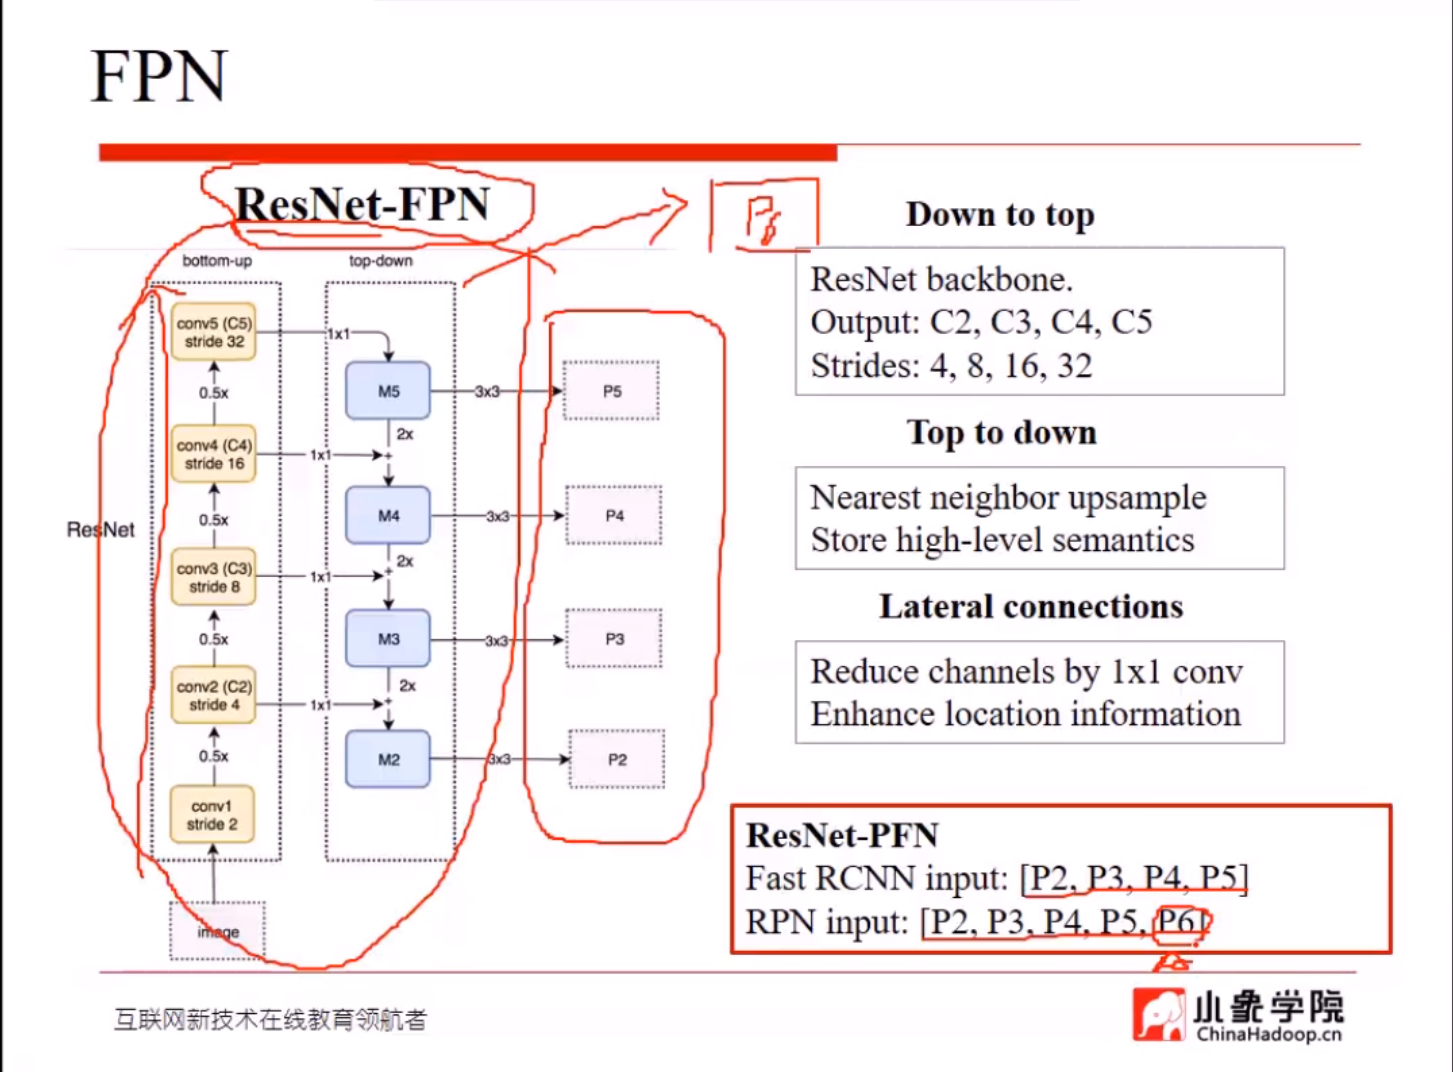 FPN
ResNet-FPN
bottom-up
top-down
conv5 (C5)
stride 32
0.5x
conv4 (C4)
stride 16
0.5x
ResNet
conv3 (C3)
stride 8
0.5x
conv2 (C2)
stride 4
0.5x
conv1
stride 2
image
1x1
1x1
1x1
1x1
M5
2x
+
M4
2x
+
M3
2x
+
M2
3x3
3x3
3x3
3x3
P5
P4
P3
P2
Down to top
ResNet backbone.
Output: C2, C3, C4, C5
Strides: 4, 8, 16, 32
Top to down
Nearest neighbor upsample
Store high-level semantics
Lateral connections
Reduce channels by 1x1 conv
Enhance location information
ResNet-PFN
Fast RCNN input: [P2, P3, P4, P5]
RPN input: [P2, P3, P4, P5, P6]
互联网新技术在线教育领航者
小象学院
ChinaHadoop.cn